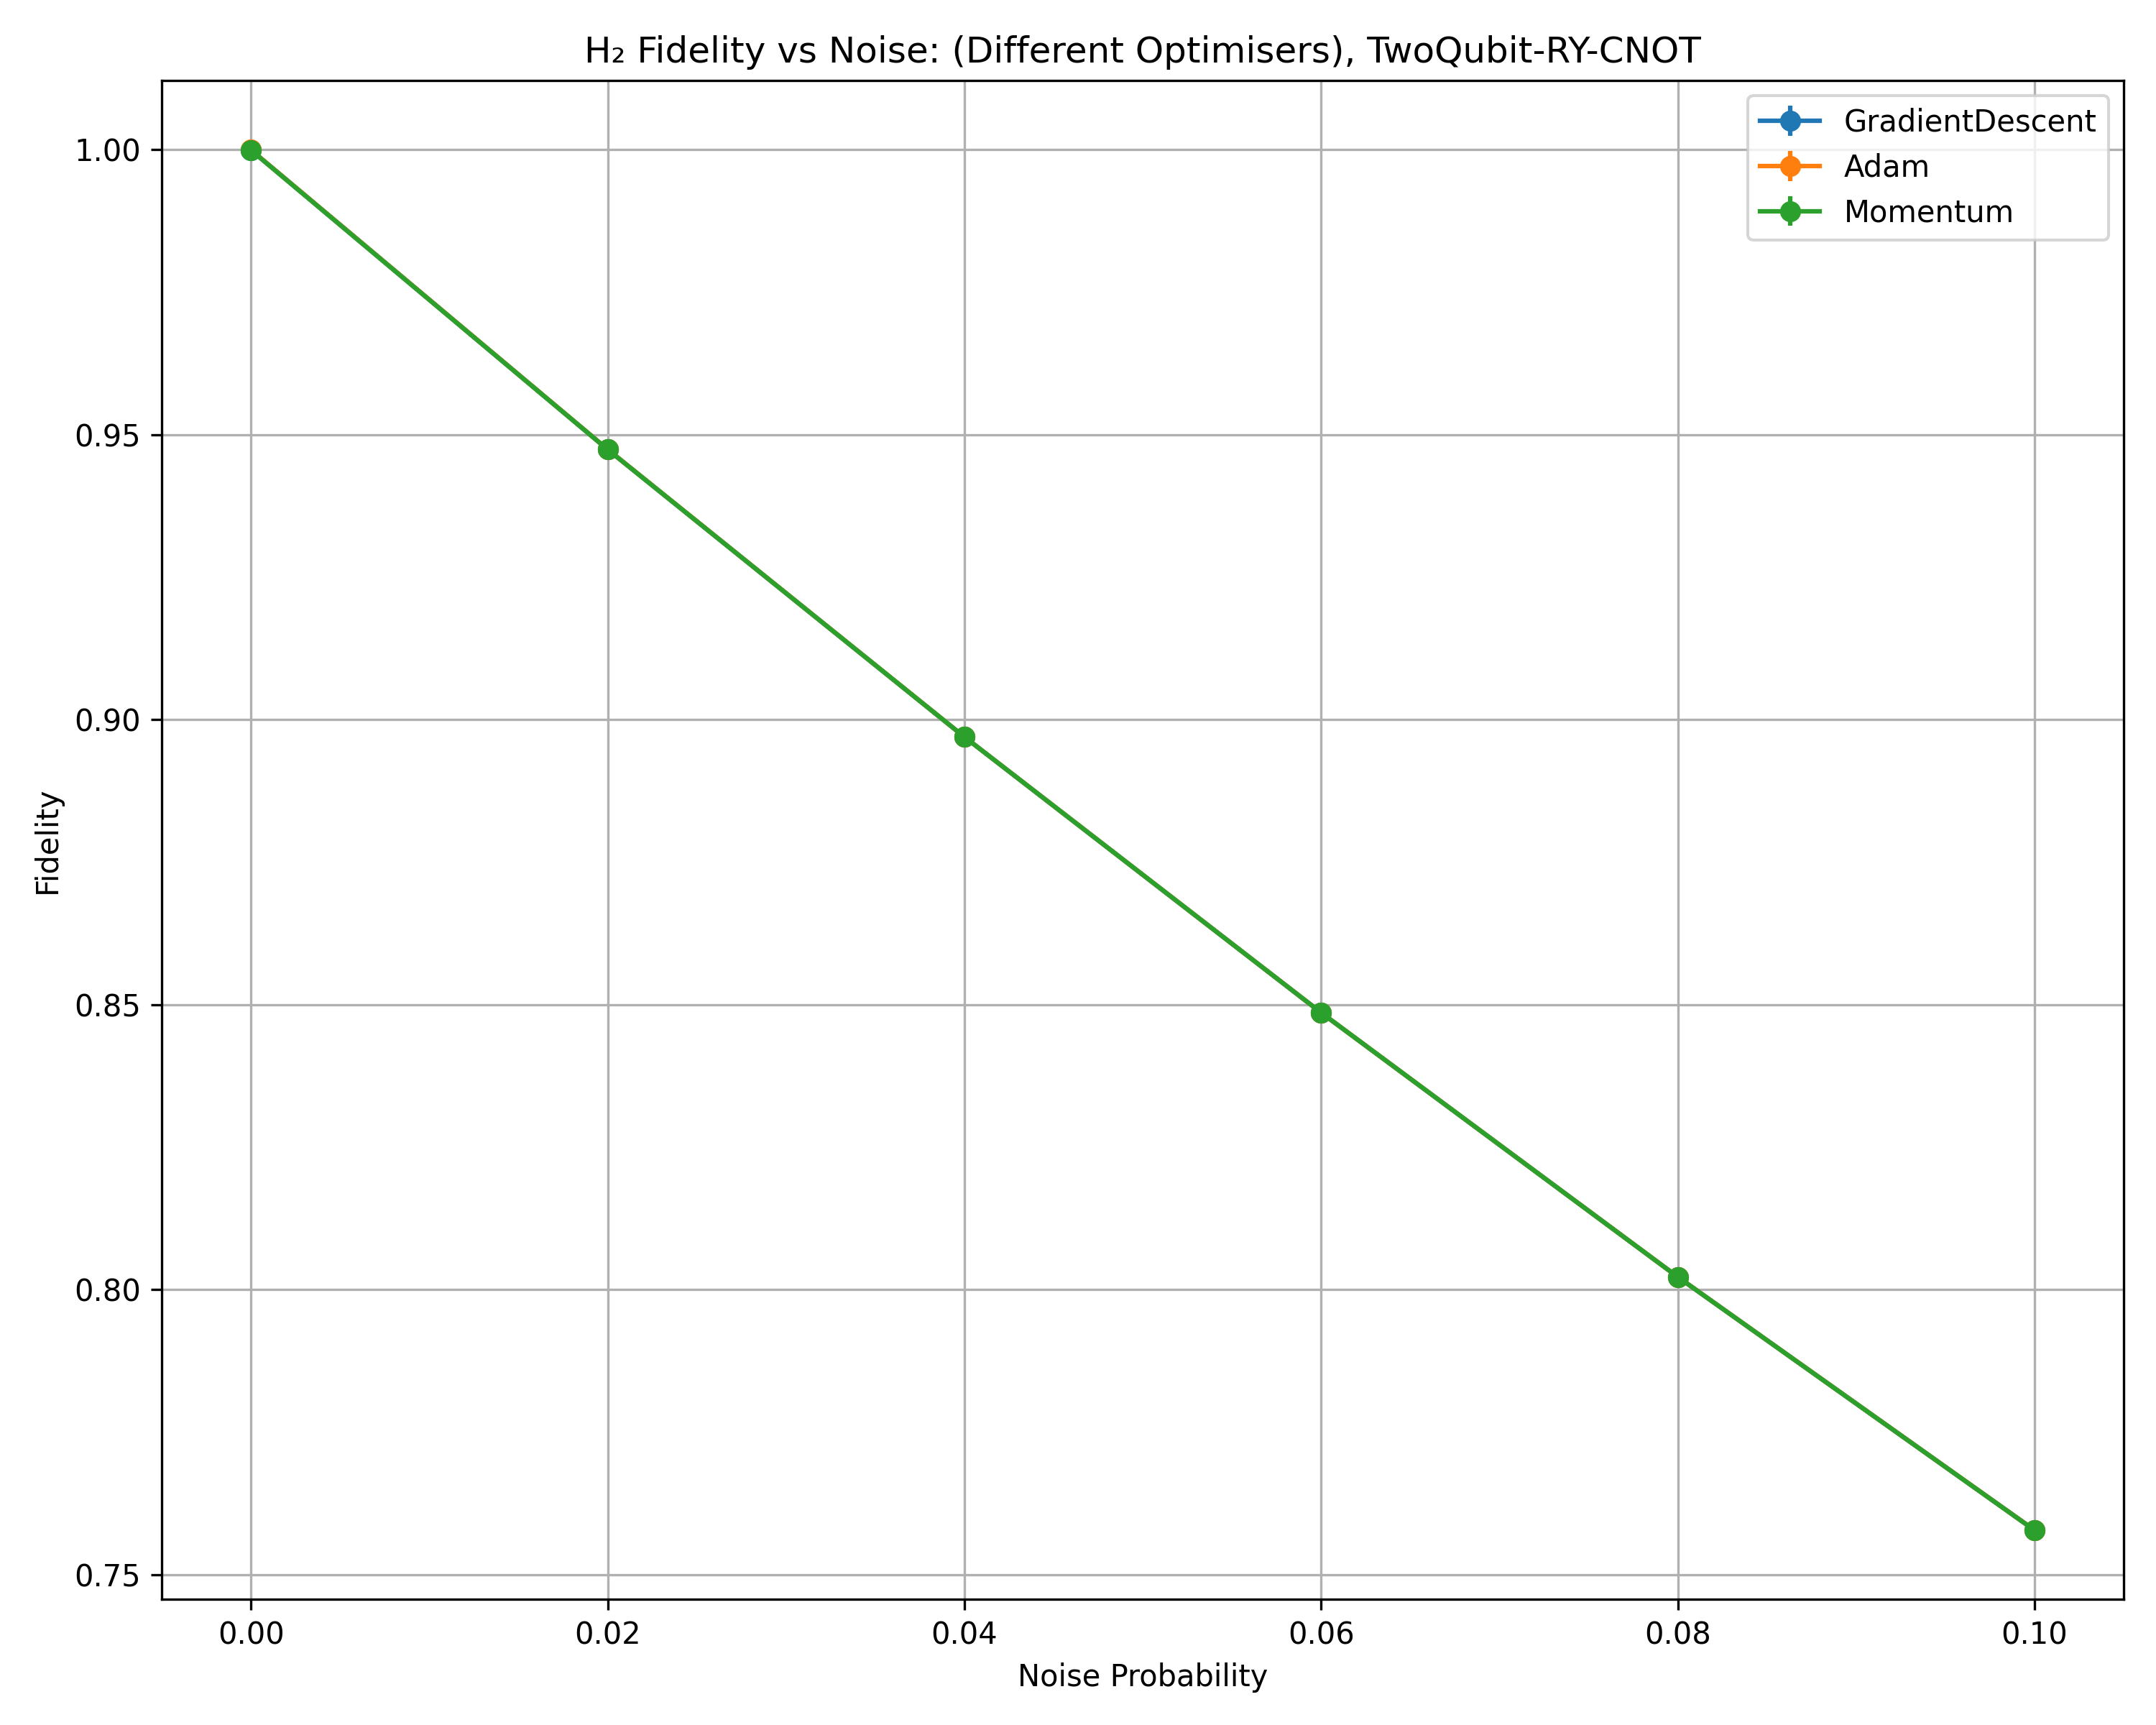 H₂ Fidelity vs Noise: (Different Optimisers), TwoQubit-RY-CNOT
GradientDescent
Adam
Momentum
1.00
0.95
0.90
0.85
0.80
0.75
Fidelity
0.00 0.02 0.04 0.06 0.08 0.10
Noise Probability